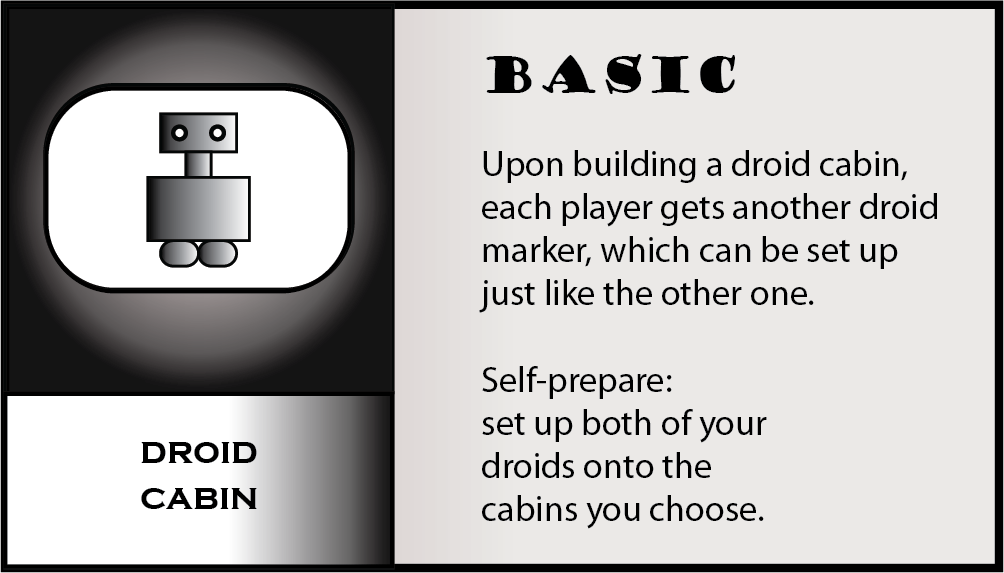 DROID
CABIN
BASIC
Upon building a droid cabin,
each player gets another droid
marker, which can be set up
just like the other one.
Self-prepare:
set up both of your
droids onto the
cabins you choose.